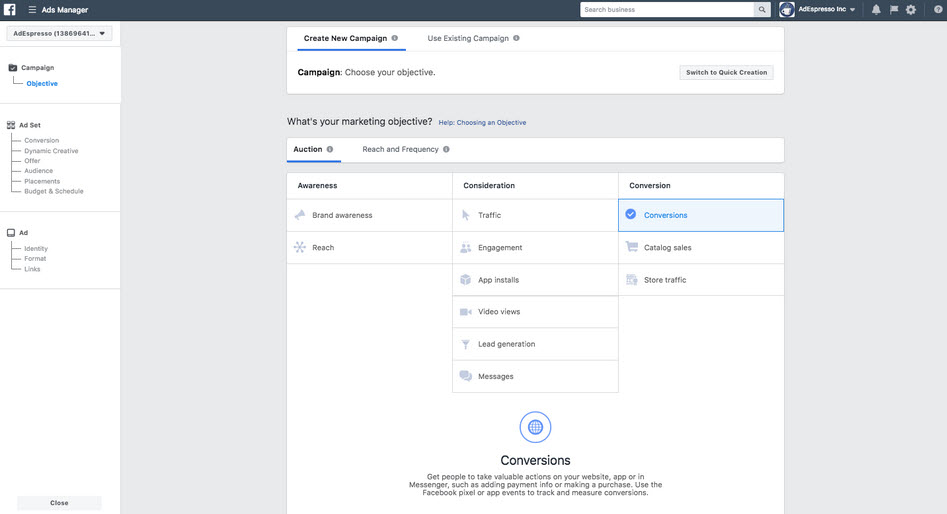 Ads Manager
Search business
AdEspresso Inc
AdEspresso (13869641...
Campaign
Objective
Ad Set
Conversion
Dynamic Creative
Offer
Audience
Placements
Budget & Schedule
Ad
Identity
Format
Links
Close
Create New Campaign
Use Existing Campaign
Campaign: Choose your objective.
Switch to Quick Creation
What's your marketing objective? Help: Choosing an Objective
Auction
Reach and Frequency
Awareness
Consideration
Conversion
Brand awareness
Traffic
Conversions
Reach
Engagement
Catalog sales
App installs
Store traffic
Video views
Lead generation
Messages
Conversions
Get people to take valuable actions on your website, app or in
Messenger, such as adding payment info or making a purchase. Use the
Facebook pixel or app events to track and measure conversions.